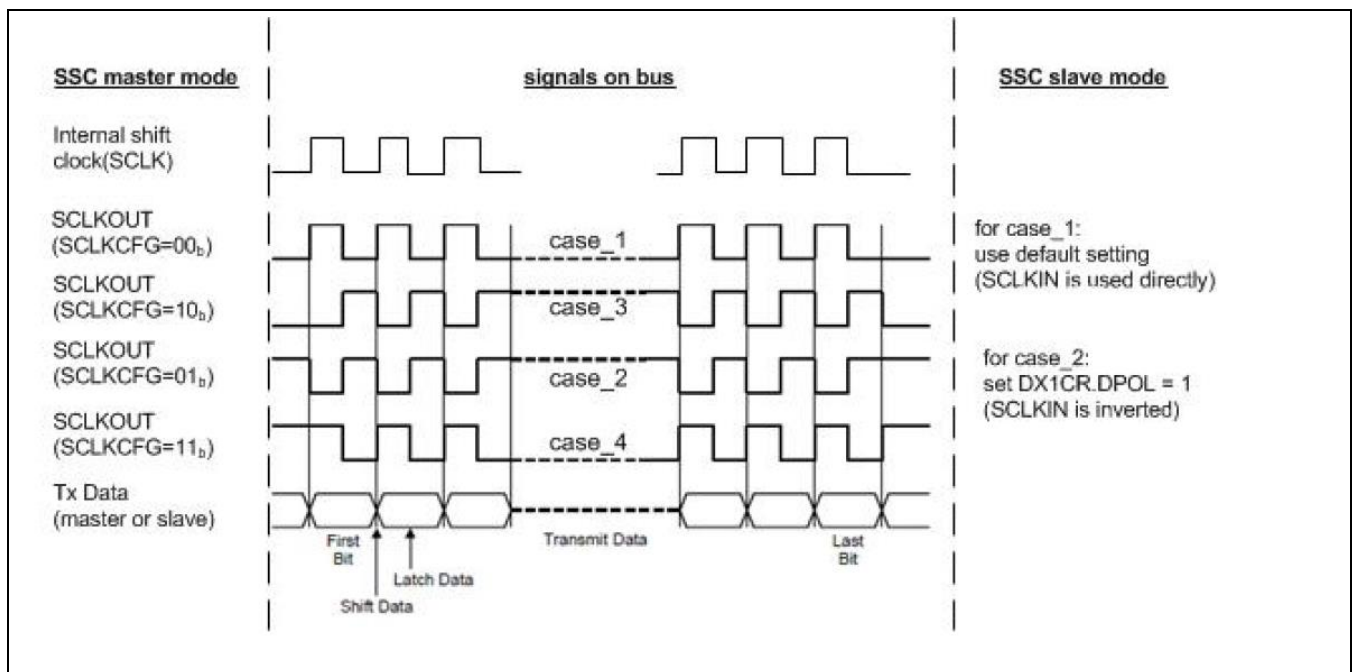 SSC master mode
signals on bus
SSC slave mode
Internal shift
clock(SCLK)
SCLKOUT
(SCLKCFG=00b)
case_1
for case_1:
use default setting
(SCLKIN is used directly)
SCLKOUT
(SCLKCFG=10b)
case_3
SCLKOUT
(SCLKCFG=01b)
case_2
for case_2:
set DX1CR.DPOL = 1
(SCLKIN is inverted)
SCLKOUT
(SCLKCFG=11b)
case_4
Tx Data
(master or slave)
First
Bit
Transmit Data
Last
Bit
Latch Data
Shift Data